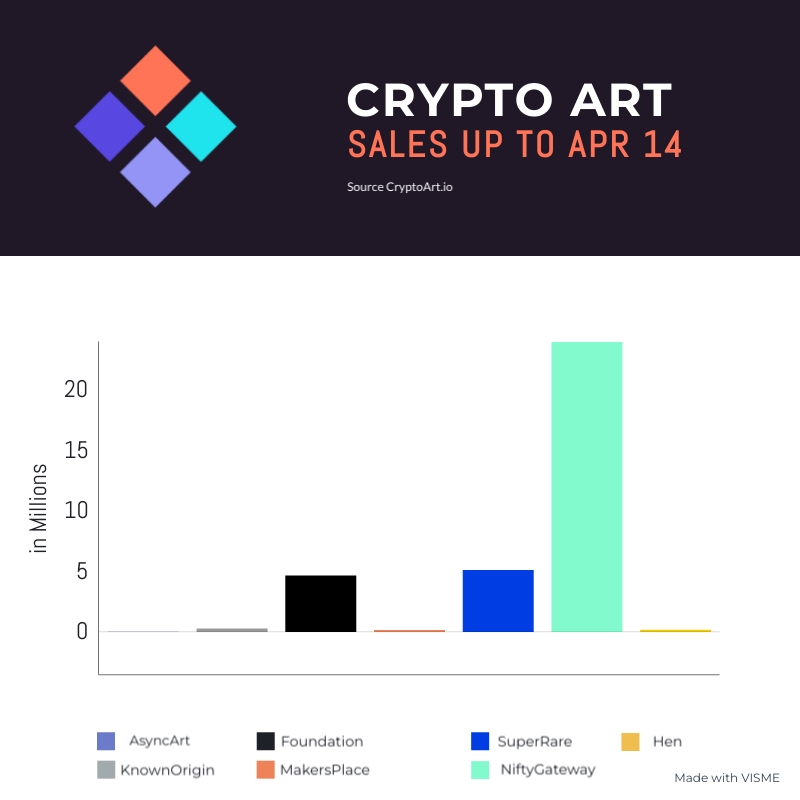 CRYPTO ART
SALES UP TO APR 14
Source CryptoArt.io
in Millions
20
15
10
5
0
AsyncArt
Foundation
SuperRare
Hen
KnownOrigin
MakersPlace
NiftyGateway
Made with VISME